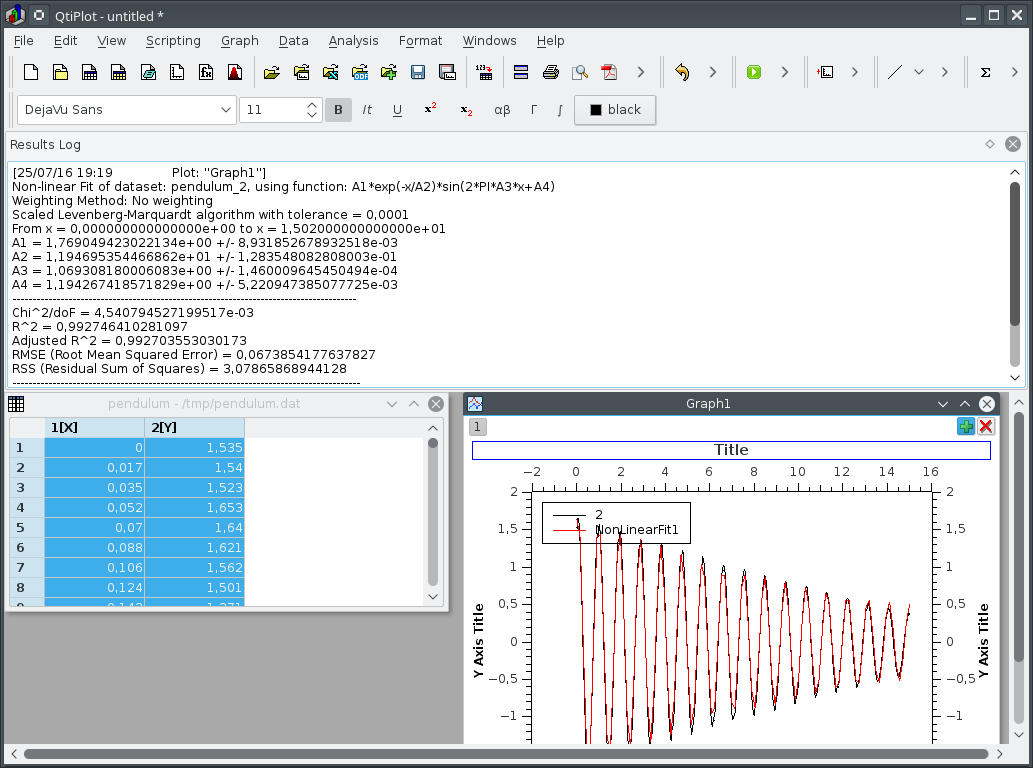 QtiPlot - untitled *
File Edit View Scripting Graph Data Analysis Format Windows Help
DejaVu Sans 11 B It U x² x₂ αβ Γ ∫ black
Results Log
[25/07/16 19:19 Plot: "Graph1"]
Non-linear Fit of dataset: pendulum_2, using function: A1*exp(-x/A2)*sin(2*PI*A3*x+A4)
Weighting Method: No weighting
Scaled Levenberg-Marquardt algorithm with tolerance = 0,0001
From x = 0,000000000000000e+00 to x = 1,502000000000000e+01
A1 = 1,769049423022134e+00 +/- 8,931852678932518e-03
A2 = 1,194695354466862e+01 +/- 1,283548082808003e-01
A3 = 1,069308180006083e+00 +/- 1,460009645450494e-04
A4 = 1,194267418571829e+00 +/- 5,220947385077725e-03
--------------------------------------------------------------------------------------
Chi^2/doF = 4,540794527199517e-03
R^2 = 0,992746410281097
Adjusted R^2 = 0,992703553030173
RMSE (Root Mean Squared Error) = 0,0673854177637827
RSS (Residual Sum of Squares) = 3,07865868944128
---------------------------------------------------------------------------------------
pendulum - /tmp/pendulum.dat
1[X] 2[Y]
1 0 1,535
2 0,017 1,54
3 0,035 1,523
4 0,052 1,653
5 0,07 1,64
6 0,088 1,621
7 0,106 1,562
8 0,124 1,501
Graph1
1
Title
−2 0 2 4 6 8 10 12 14 16
2
1,5
1
0,5
0
−0,5
−1
Y Axis Title
2
NonLinearFit1
1
2
1,5
1
0,5
0
−0,5
−1
Y Axis Title